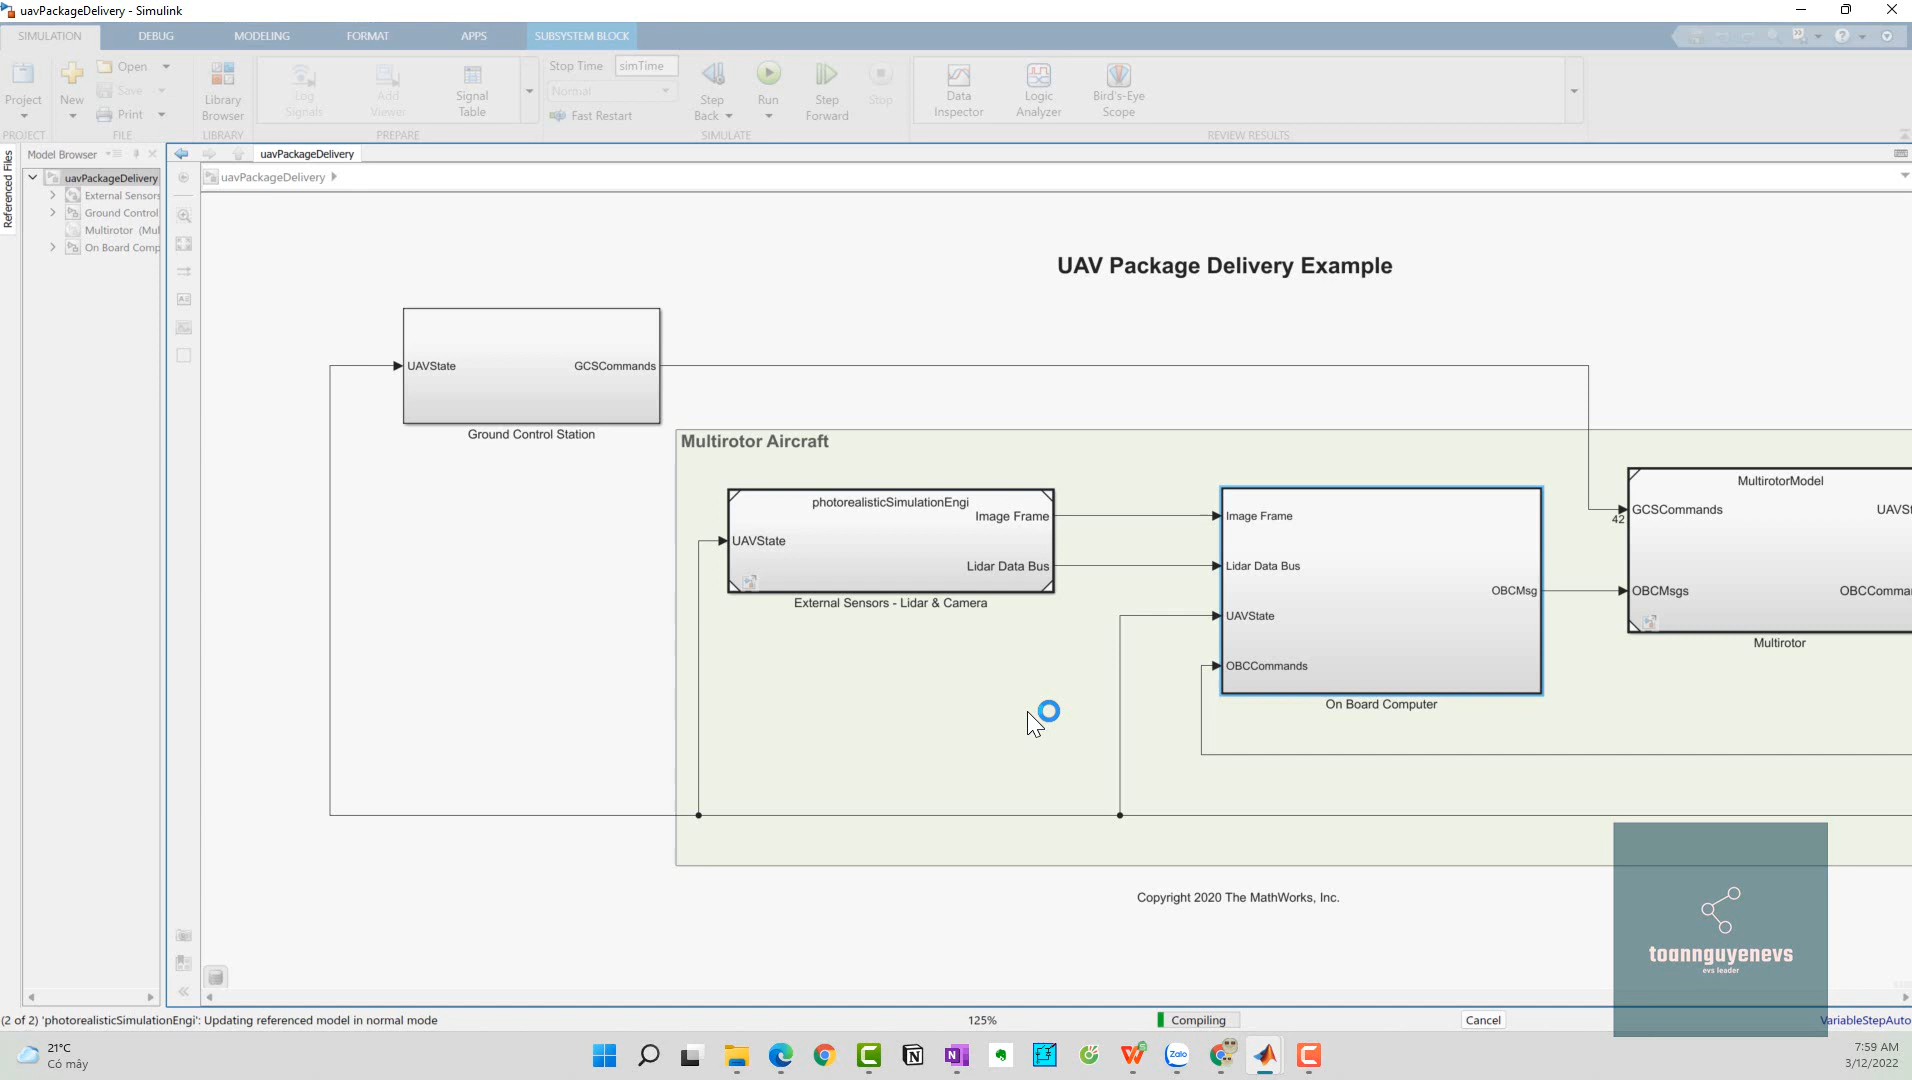 uavPackageDelivery - Simulink
SIMULATION
DEBUG
MODELING
FORMAT
APPS
SUBSYSTEM BLOCK
Project
New
Open
Save
Print
Library
Browser
Log
Signals
Add
Viewer
Signal
Table
Stop Time
simTime
Normal
Fast Restart
Step
Back
Run
Step
Forward
Stop
Data
Inspector
Logic
Analyzer
Bird's-Eye
Scope
PROJECT
FILE
LIBRARY
PREPARE
SIMULATE
REVIEW RESULTS
Referenced Files
Model Browser
uavPackageDelivery
External Sensors
Ground Control
Multirotor (Mul
On Board Comp
uavPackageDelivery
uavPackageDelivery
UAV Package Delivery Example
UAVState
GCSCommands
Ground Control Station
Multirotor Aircraft
photorealisticSimulationEngi
Image Frame
UAVState
Lidar Data Bus
External Sensors - Lidar & Camera
Image Frame
Lidar Data Bus
UAVState
OBCCommands
OBCMsg
On Board Computer
MultirotorModel
42
GCSCommands
UAVSt
OBCMsgs
OBCComma
Multirotor
Copyright 2020 The MathWorks, Inc.
toannguyenevs
evs leader
(2 of 2) 'photorealisticSimulationEngi': Updating referenced model in normal mode
125%
Compiling
Cancel
VariableStepAuto
21°C
Có mây
Zalo
7:59 AM
3/12/2022